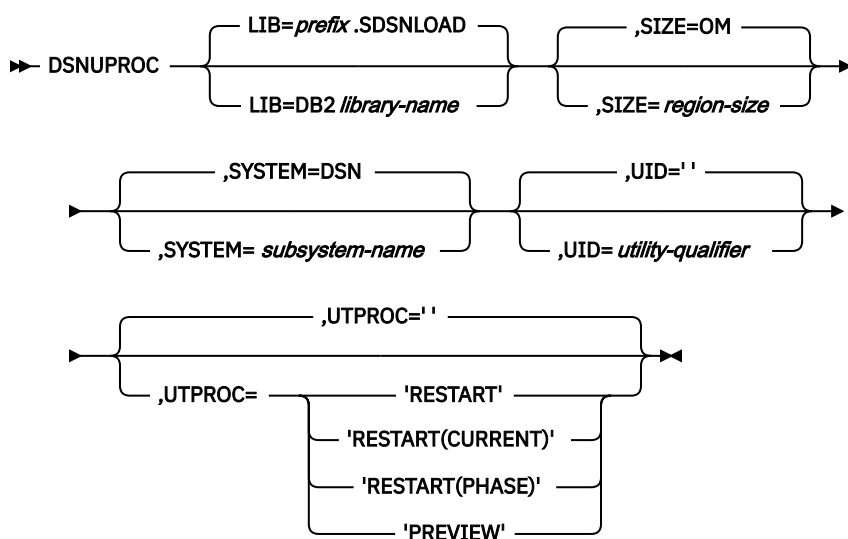 LIB=prefix .SDSNLOAD
,SIZE=OM
DSNUPROC
LIB=DB2 library-name
,SIZE= region-size
,SYSTEM=DSN
,UID=' '
,SYSTEM= subsystem-name
,UID= utility-qualifier
,UTPROC=' '
,UTPROC=
'RESTART'
'RESTART(CURRENT)'
'RESTART(PHASE)'
'PREVIEW'